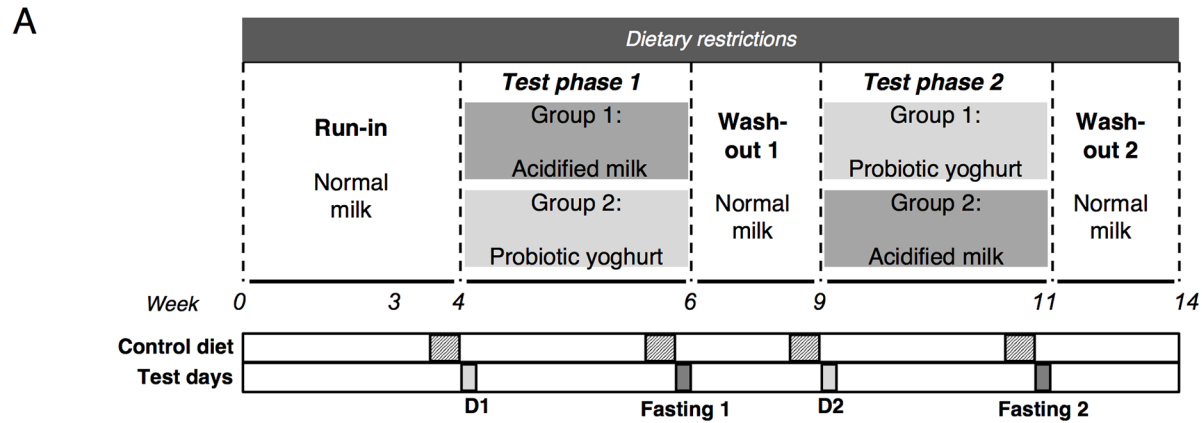 A
Dietary restrictions
Run-in
Normal
milk
Test phase 1
Group 1:
Acidified milk
Group 2:
Probiotic yoghurt
Wash-
out 1
Normal
milk
Test phase 2
Group 1:
Probiotic yoghurt
Group 2:
Acidified milk
Wash-
out 2
Normal
milk
Week 0 3 4 6 9 11 14
Control diet
Test days
D1 Fasting 1 D2 Fasting 2